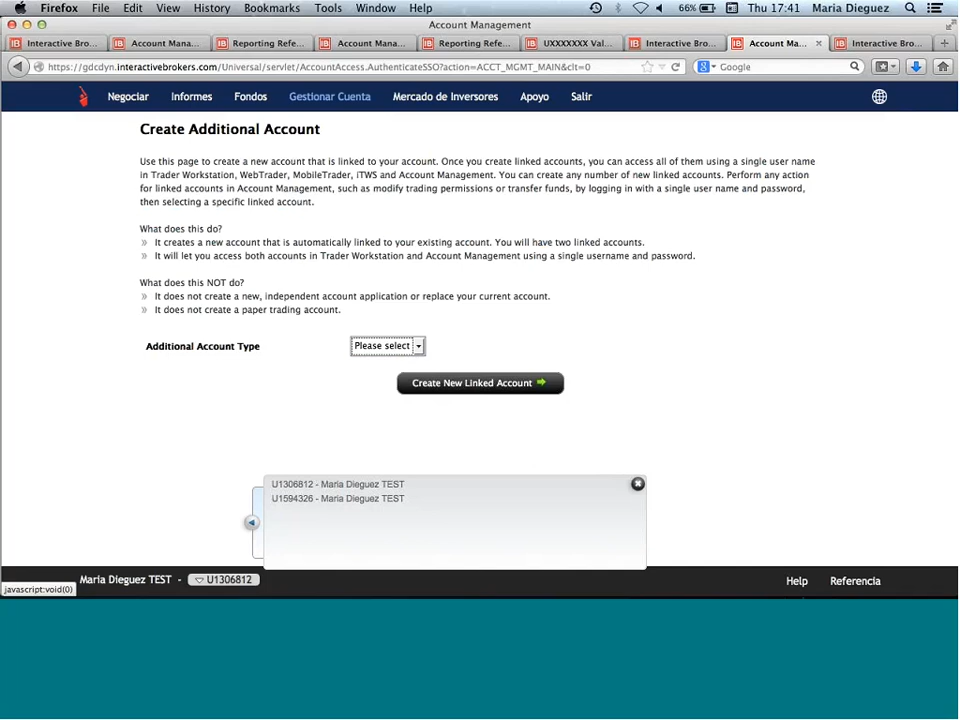 Firefox File Edit View History Bookmarks Tools Window Help 66% Thu 17:41 Maria Dieguez
Account Management
Interactive Bro... Account Mana... Reporting Refe... Account Mana... Reporting Refe... UXXXXXXX Val... Interactive Bro... Account Ma... Interactive Bro...
https://gdcdyn.interactivebrokers.com/Universal/servlet/AccountAccess.AuthenticateSSO?action=ACCT_MGMT_MAIN&clt=0 Google
Negociar Informes Fondos Gestionar Cuenta Mercado de Inversores Apoyo Salir
Create Additional Account
Use this page to create a new account that is linked to your account. Once you create linked accounts, you can access all of them using a single user name
in Trader Workstation, WebTrader, MobileTrader, iTWS and Account Management. You can create any number of new linked accounts. Perform any action
for linked accounts in Account Management, such as modify trading permissions or transfer funds, by logging in with a single user name and password,
then selecting a specific linked account.
What does this do?
» It creates a new account that is automatically linked to your existing account. You will have two linked accounts.
» It will let you access both accounts in Trader Workstation and Account Management using a single username and password.
What does this NOT do?
» It does not create a new, independent account application or replace your current account.
» It does not create a paper trading account.
Additional Account Type Please select
Create New Linked Account
U1306812 - Maria Dieguez TEST
U1594326 - Maria Dieguez TEST
Maria Dieguez TEST - U1306812 Help Referencia
javascript:void(0)